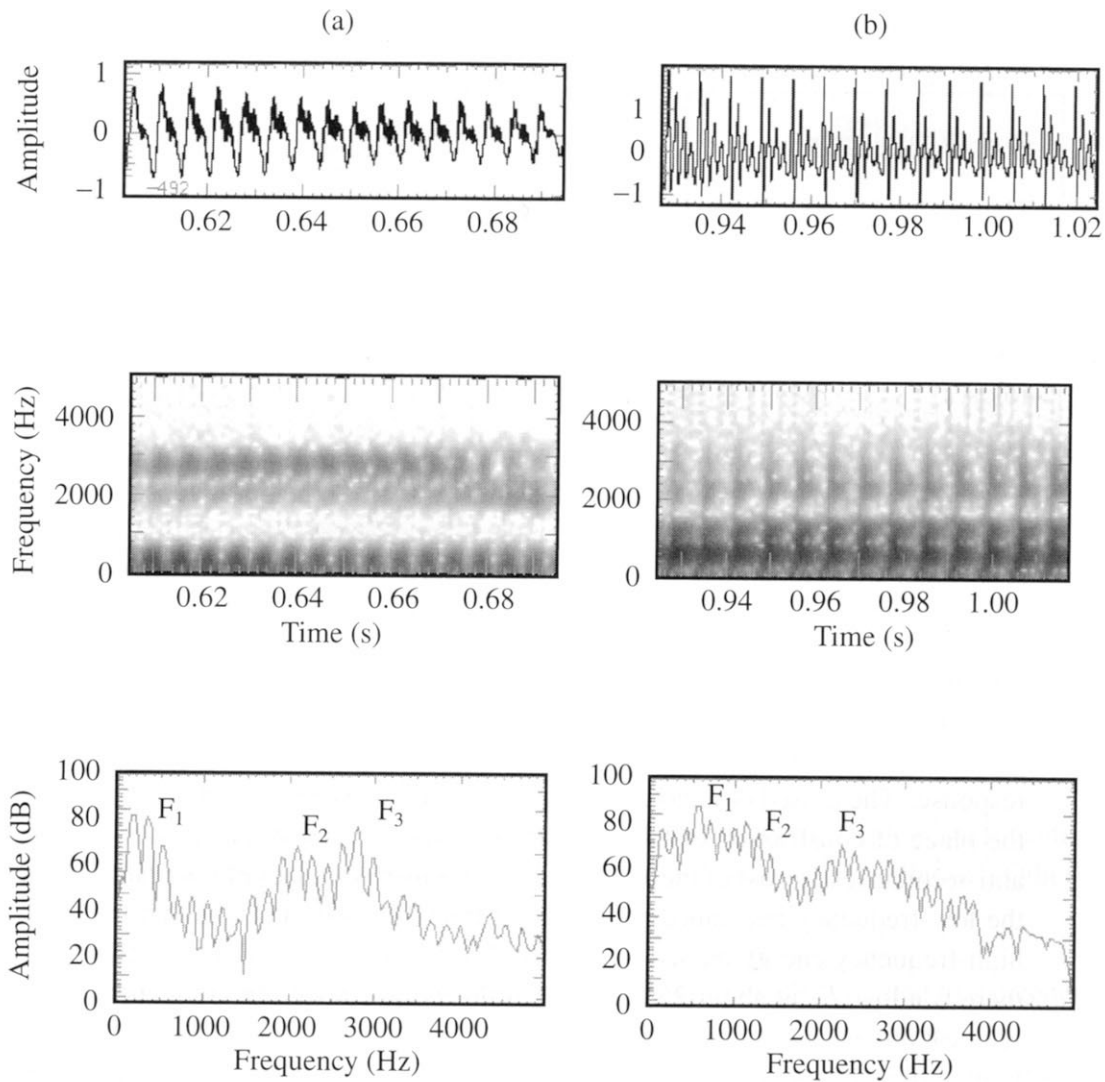 (a)
(b)
Amplitude
1
0
−1
−492
0.62 0.64 0.66 0.68
1
0
−1
0.94 0.96 0.98 1.00 1.02
Frequency (Hz)
4000
2000
0
0.62 0.64 0.66 0.68
Time (s)
4000
2000
0
0.94 0.96 0.98 1.00
Time (s)
Amplitude (dB)
100
80
60
40
20
0
F1
F2
F3
0 1000 2000 3000 4000
Frequency (Hz)
100
80
60
40
20
0
F1
F2
F3
0 1000 2000 3000 4000
Frequency (Hz)